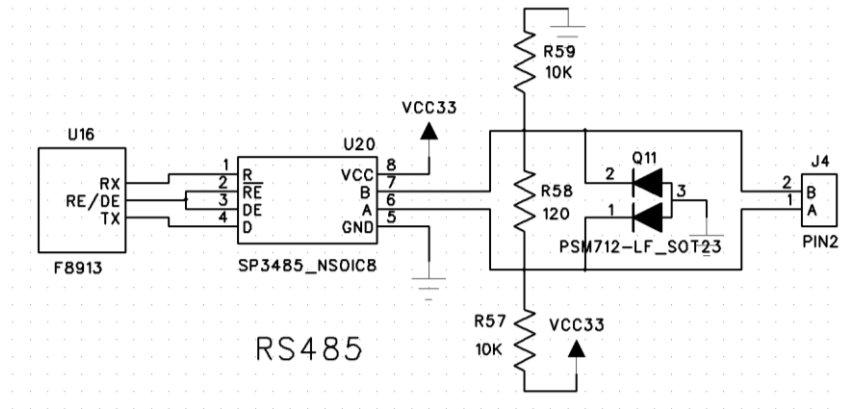 R59
10K
VCC33
U16
U20
RX
RE/DE
TX
F8913
1
2
3
4
R
RE
DE
D
VCC
B
A
GND
8
7
6
5
SP3485_NSOIC8
R58
120
Q11
2
1
3
PSM712-LF_SOT23
J4
2
1
B
A
PIN2
R57
10K
VCC33
RS485